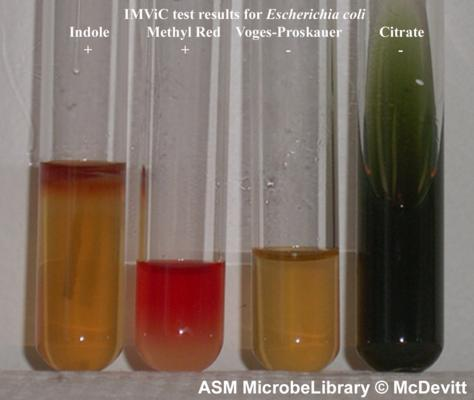 IMViC test results for Escherichia coli
Indole Methyl Red Voges-Proskauer Citrate
+ + - -
ASM MicrobeLibrary © McDevitt